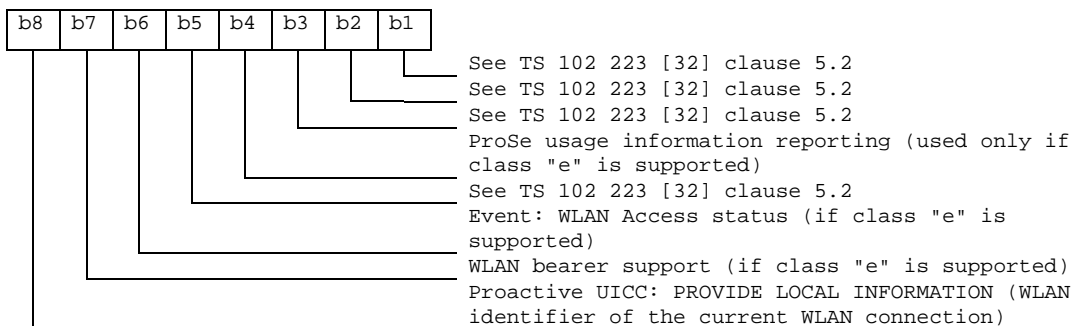 b8 b7 b6 b5 b4 b3 b2 b1
See TS 102 223 [32] clause 5.2
See TS 102 223 [32] clause 5.2
See TS 102 223 [32] clause 5.2
ProSe usage information reporting (used only if
class "e" is supported)
See TS 102 223 [32] clause 5.2
Event: WLAN Access status (if class "e" is
supported)
WLAN bearer support (if class "e" is supported)
Proactive UICC: PROVIDE LOCAL INFORMATION (WLAN
identifier of the current WLAN connection)